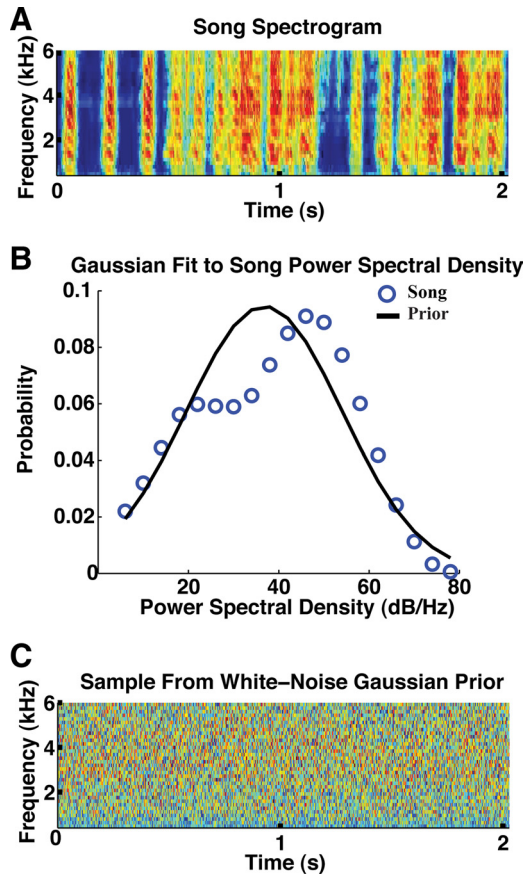 A
Song Spectrogram
Frequency (kHz)
6
4
2
0
1
2
Time (s)
B
Gaussian Fit to Song Power Spectral Density
Probability
0.1
0.08
0.06
0.04
0.02
0
Song
Prior
20
40
60
80
Power Spectral Density (dB/Hz)
C
Sample From White–Noise Gaussian Prior
Frequency (kHz)
6
4
2
0
1
2
Time (s)